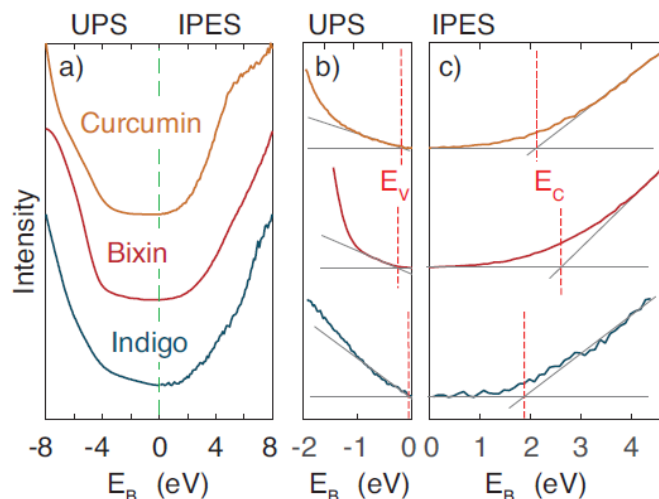 UPS IPES UPS IPES
a) b) c)
Curcumin
E_V E_C
Bixin
Indigo
Intensity
-8 -4 0 4 8 -2 -1 0 0 1 2 3 4
E_B (eV) E_B (eV) E_B (eV)